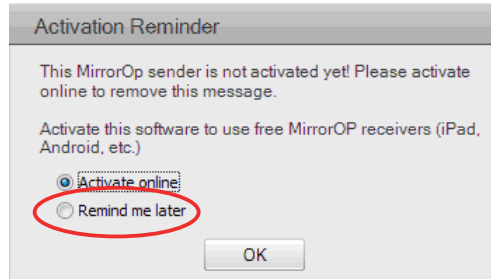 Activation Reminder
This MirrorOp sender is not activated yet! Please activate
online to remove this message.
Activate this software to use free MirrorOP receivers (iPad,
Android, etc.)
Activate online
Remind me later
OK